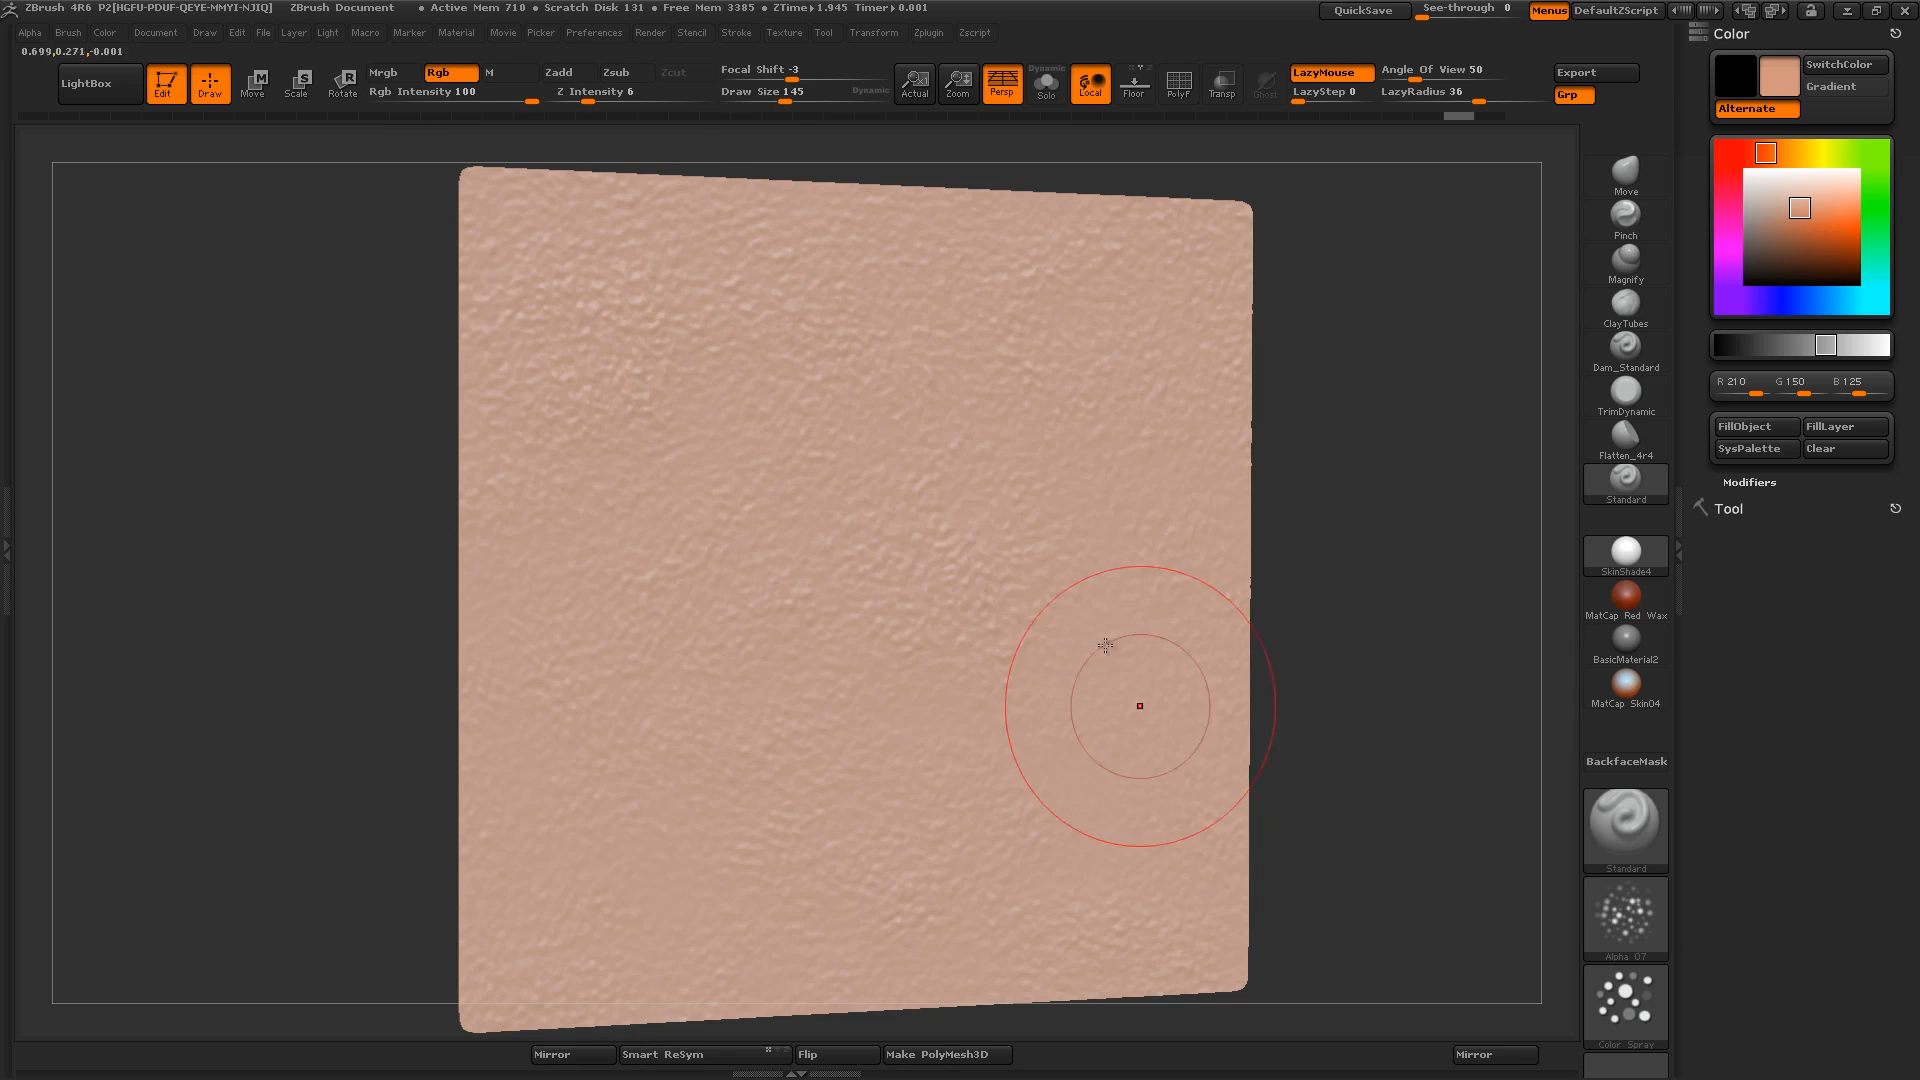 ZBrush 4R6 P2[HGFU-PDUF-QEYE-MMYI-NJIQ] ZBrush Document • Active Mem 710 • Scratch Disk 131 • Free Mem 3385 • ZTime▸1.945 Timer▸0.001 QuickSave See-through 0 Menus DefaultZScript
Alpha Brush Color Document Draw Edit File Layer Light Macro Marker Material Movie Picker Preferences Render Stencil Stroke Texture Tool Transform Zplugin Zscript
0.699,0.271,-0.001
LightBox Edit Draw Move Scale Rotate
M S R
Mrgb Rgb M Zadd Zsub Zcut
Rgb Intensity 100 Z Intensity 6
Focal Shift -3
Draw Size 145 Dynamic
Actual Zoom Persp Dynamic Solo Local Floor PolyF Transp Ghost
LazyMouse Angle Of View 50
LazyStep 0 LazyRadius 36
Export
Grp
Color
SwitchColor
Gradient
Alternate
R 210 G 150 B 125
FillObject FillLayer
SysPalette Clear
Modifiers
Tool
Move
Pinch
Magnify
ClayTubes
Dam_Standard
TrimDynamic
Flatten_4r4
Standard
SkinShade4
MatCap Red Wax
BasicMaterial2
MatCap Skin04
BackfaceMask
Standard
Alpha 07
Color Spray
Mirror Smart ReSym Flip Make PolyMesh3D Mirror